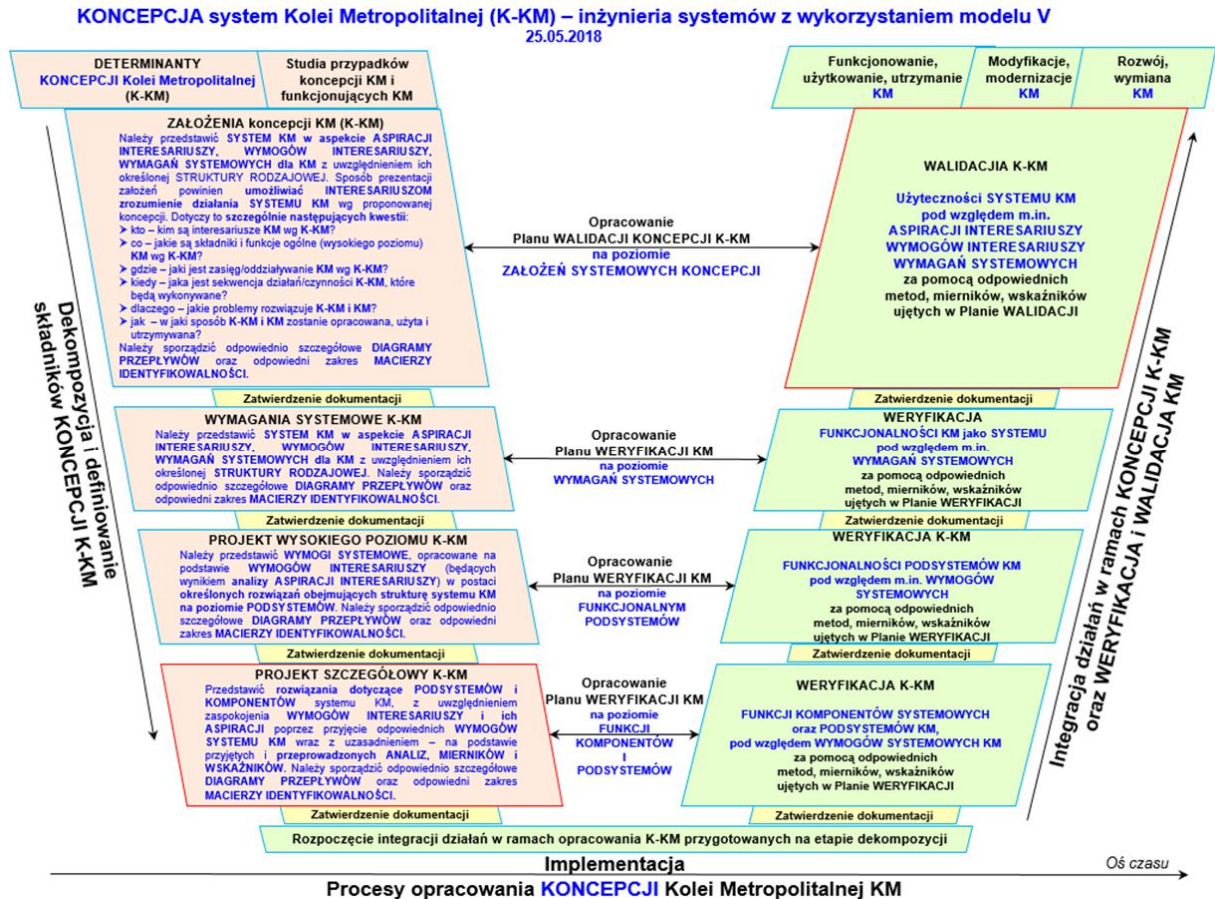 KONCEPCJA system Kolei Metropolitalnej (K-KM) – inżynieria systemów z wykorzystaniem modelu V
25.05.2018
DETERMINANTY
KONCEPCJI Kolei Metropolitalnej
(K-KM)
Studia przypadków
koncepcji KM i
funkcjonujących KM
Funkcjonowanie,
użytkowanie, utrzymanie
KM
Modyfikacje,
modernizacje
KM
Rozwój,
wymiana
KM
ZAŁOŻENIA koncepcji KM (K-KM)
Należy przedstawić SYSTEM KM w aspekcie ASPIRACJI
INTERESARIUSZY, WYMOGÓW INTERESARIUSZY,
WYMAGAŃ SYSTEMOWYCH dla KM z uwzględnieniem ich
określonej STRUKTURY RODZAJOWEJ. Sposób prezentacji
założeń powinien umożliwiać INTERESARIUSZOM
zrozumienie działania SYSTEMU KM wg proponowanej
koncepcji. Dotyczy to szczególnie następujących kwestii:
➤ kto – kim są interesariusze KM wg K-KM?
➤ co – jakie są składniki i funkcje ogólne (wysokiego poziomu)
KM wg K-KM?
➤ gdzie – jaki jest zasięg/oddziaływanie KM wg K-KM?
➤ kiedy – jaka jest sekwencja działań/czynności K-KM, które
będą wykonywane?
➤ dlaczego – jakie problemy rozwiązuje K-KM i KM?
➤ jak – w jaki sposób K-KM i KM zostanie opracowana, użyta i
utrzymywana?
Należy sporządzić odpowiednio szczegółowe DIAGRAMY
PRZEPŁYWÓW oraz odpowiedni zakres MACIERZY
IDENTYFIKOWALNOŚCI.
Opracowanie
Planu WALIDACJI KONCEPCJI K-KM
na poziomie
ZAŁOŻEŃ SYSTEMOWYCH KONCEPCJI
WALIDACJIA K-KM
Użyteczności SYSTEMU KM
pod względem m.in.
ASPIRACJI INTERESARIUSZY
WYMOGÓW INTERESARIUSZY
WYMAGAŃ SYSTEMOWYCH
za pomocą odpowiednich
metod, mierników, wskaźników
ujętych w Planie WALIDACJI
Zatwierdzenie dokumentacji
Zatwierdzenie dokumentacji
WYMAGANIA SYSTEMOWE K-KM
Należy przedstawić SYSTEM KM w aspekcie ASPIRACJI
INTERESARIUSZY, WYMOGÓW INTERESARIUSZY,
WYMAGAŃ SYSTEMOWYCH dla KM z uwzględnieniem ich
określonej STRUKTURY RODZAJOWEJ. Należy sporządzić
odpowiednio szczegółowe DIAGRAMY PRZEPŁYWÓW oraz
odpowiedni zakres MACIERZY IDENTYFIKOWALNOŚCI.
Opracowanie
Planu WERYFIKACJI KM
na poziomie
WYMAGAŃ SYSTEMOWYCH
WERYFIKACJA
FUNKCJONALNOŚCI KM jako SYSTEMU
pod względem m.in.
WYMAGAŃ SYSTEMOWYCH
za pomocą odpowiednich
metod, mierników, wskaźników
ujętych w Planie WERYFIKACJI
Zatwierdzenie dokumentacji
Zatwierdzenie dokumentacji
PROJEKT WYSOKIEGO POZIOMU K-KM
Należy przedstawić WYMOGI SYSTEMOWE, opracowane na
podstawie WYMOGÓW INTERESARIUSZY (będących
wynikiem analizy ASPIRACJI INTERESARIUSZY) w postaci
określonych rozwiązań obejmujących strukturę systemu KM
na poziomie PODSYSTEMÓW. Należy sporządzić odpowiednio
szczegółowe DIAGRAMY PRZEPŁYWÓW oraz odpowiedni
zakres MACIERZY IDENTYFIKOWALNOŚCI.
Opracowanie
Planu WERYFIKACJI KM
na poziomie
FUNKCJONALNYM
PODSYSTEMÓW
WERYFIKACJA K-KM
FUNKCJONALNOŚCI PODSYSTEMÓW KM
pod względem m.in. WYMOGÓW
SYSTEMOWYCH
za pomocą odpowiednich
metod, mierników, wskaźników
ujętych w Planie WERYFIKACJI
Zatwierdzenie dokumentacji
Zatwierdzenie dokumentacji
PROJEKT SZCZEGÓŁOWY K-KM
Przedstawić rozwiązania dotyczące PODSYSTEMÓW i
KOMPONENTÓW systemu KM, z uwzględnieniem
zaspokojenia WYMOGÓW INTERESARIUSZY i ich
ASPIRACJI poprzez przyjęcie odpowiednich WYMOGÓW
SYSTEMU KM wraz z uzasadnieniem – na podstawie
przyjętych i przeprowadzonych ANALIZ, MIERNIKÓW i
WSKAŹNIKÓW. Należy sporządzić odpowiednio szczegółowe
DIAGRAMY PRZEPŁYWÓW oraz odpowiedni zakres
MACIERZY IDENTYFIKOWALNOŚCI.
Opracowanie
Planu WERYFIKACJI KM
na poziomie
FUNKCJI
KOMPONENTÓW
I
PODSYSTEMÓW
WERYFIKACJA K-KM
FUNKCJI KOMPONENTÓW SYSTEMOWYCH
oraz PODSYSTEMÓW KM,
pod względem WYMOGÓW SYSTEMOWYCH KM
za pomocą odpowiednich
metod, mierników, wskaźników
ujętych w Planie WERYFIKACJI
Zatwierdzenie dokumentacji
Zatwierdzenie dokumentacji
Rozpoczęcie integracji działań w ramach opracowania K-KM przygotowanych na etapie dekompozycji
Dekompozycja i definiowanie
składników KONCEPCJI K-KM
Integracja działań w ramach KONCEPCJI K-KM
oraz WERYFIKACJA i WALIDACJA KM
Implementacja
Oś czasu
Procesy opracowania KONCEPCJI Kolei Metropolitalnej KM